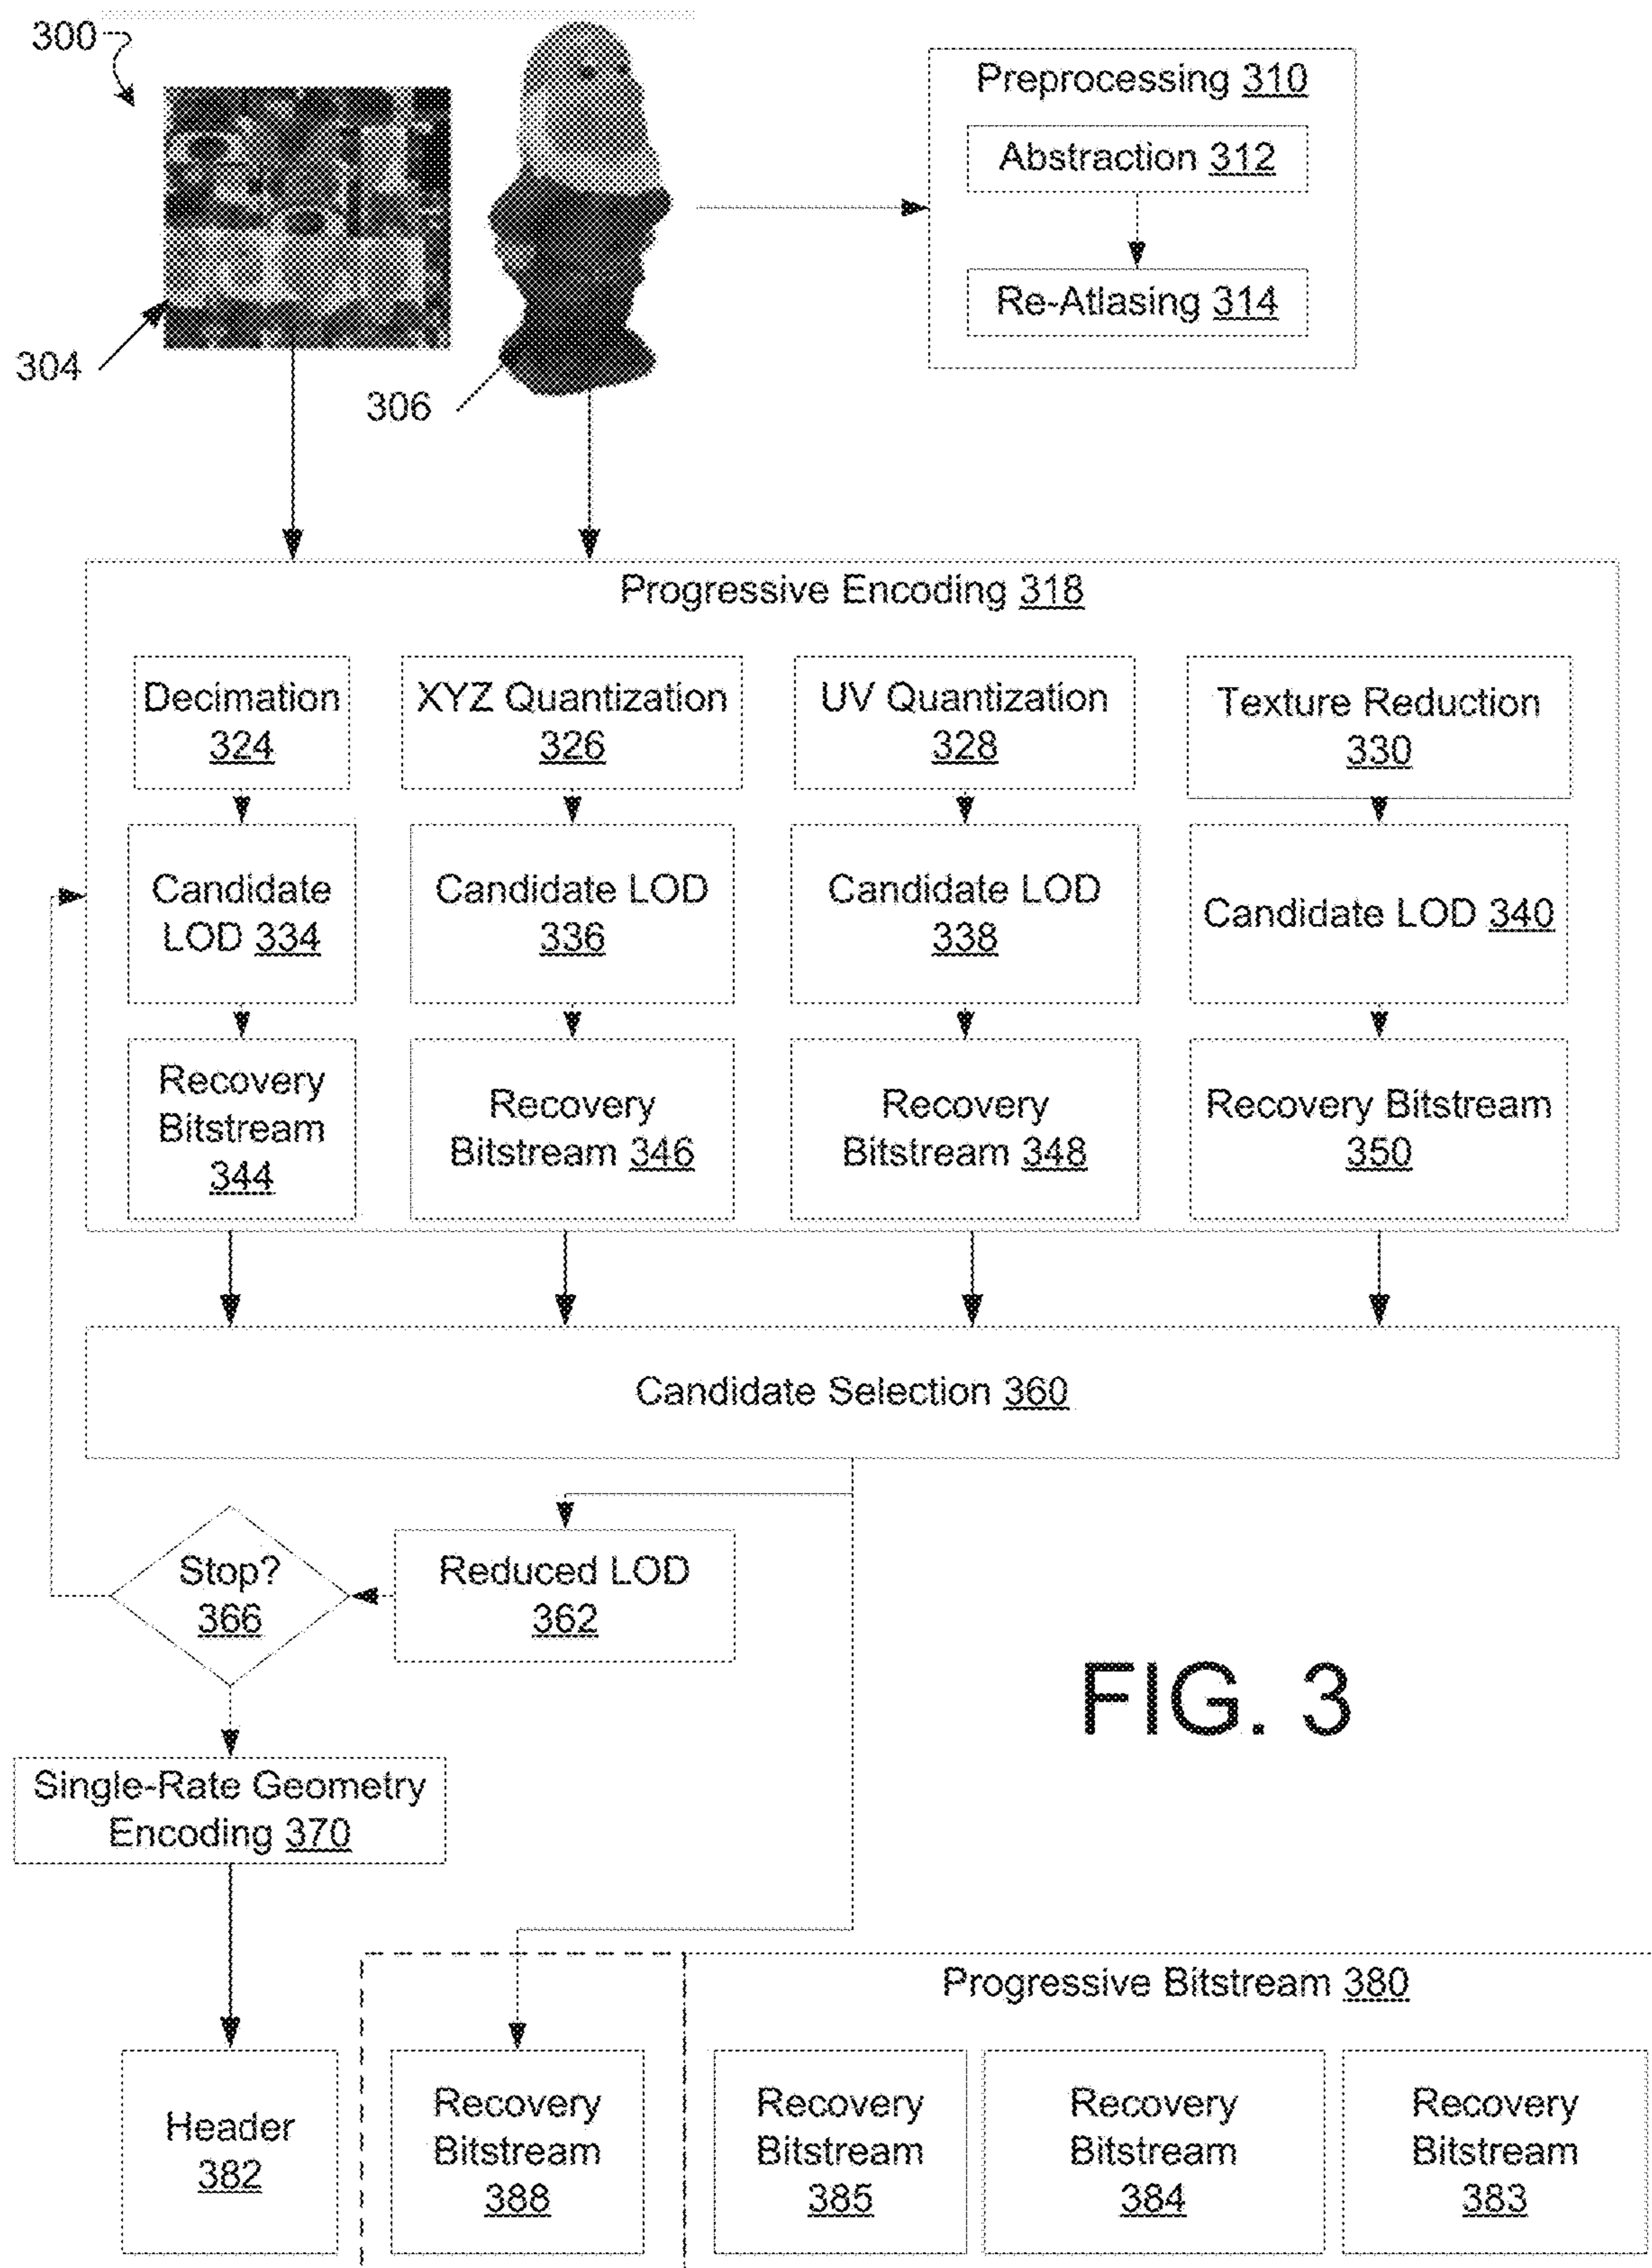 300
Preprocessing 310
Abstraction 312
Re-Atlasing 314
304
306
Progressive Encoding 318
Decimation
324
XYZ Quantization
326
UV Quantization
328
Texture Reduction
330
Candidate
LOD 334
Candidate LOD
336
Candidate LOD
338
Candidate LOD 340
Recovery
Bitstream
344
Recovery
Bitstream 346
Recovery
Bitstream 348
Recovery Bitstream
350
Candidate Selection 360
Stop?
366
Reduced LOD
362
FIG. 3
Single-Rate Geometry
Encoding 370
Progressive Bitstream 380
Header
382
Recovery
Bitstream
388
Recovery
Bitstream
385
Recovery
Bitstream
384
Recovery
Bitstream
383